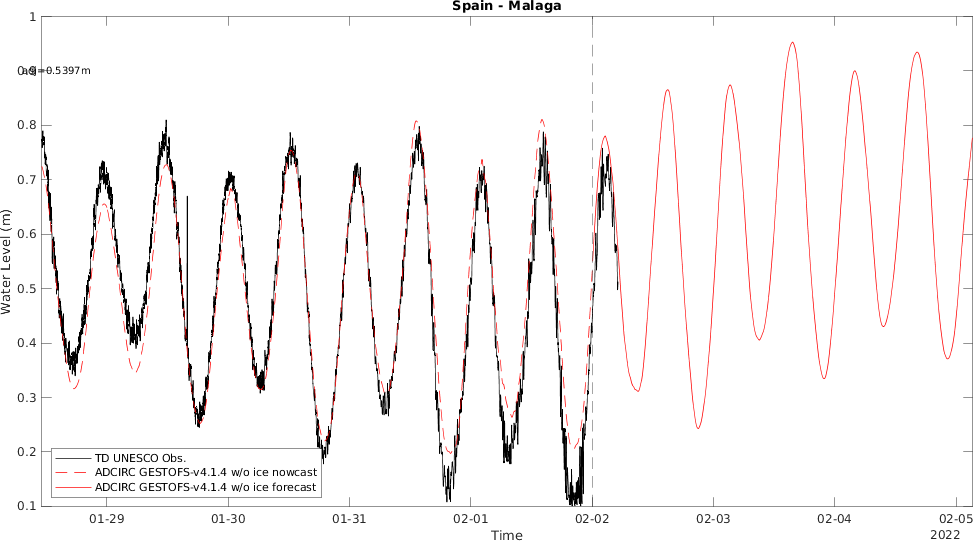 Spain - Malaga
1
0.9
0.8
0.7
0.6
0.5
0.4
0.3
0.2
0.1
Water Level (m)
TD UNESCO Obs.
ADCIRC GESTOFS-v4.1.4 w/o ice nowcast
ADCIRC GESTOFS-v4.1.4 w/o ice forecast
01-29 01-30 01-31 02-01 02-02 02-03 02-04 02-05
Time
2022